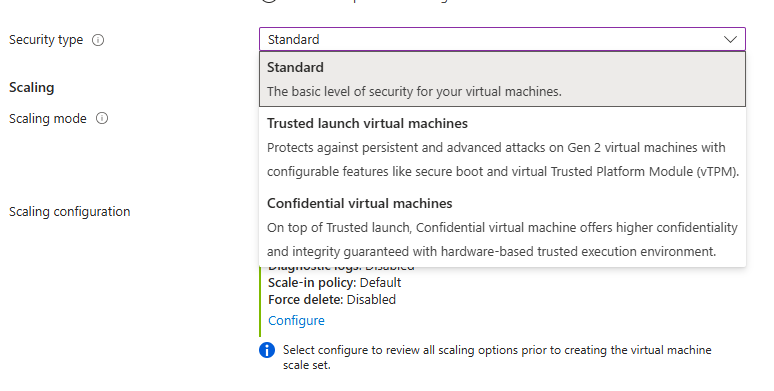 Security type
Standard
Standard
The basic level of security for your virtual machines.
Scaling
Scaling mode
Trusted launch virtual machines
Protects against persistent and advanced attacks on Gen 2 virtual machines with
configurable features like secure boot and virtual Trusted Platform Module (vTPM).
Confidential virtual machines
Scaling configuration
On top of Trusted launch, Confidential virtual machine offers higher confidentiality
and integrity guaranteed with hardware-based trusted execution environment.
Diagnostic logs: Disabled
Scale-in policy: Default
Force delete: Disabled
Configure
Select configure to review all scaling options prior to creating the virtual machine
scale set.